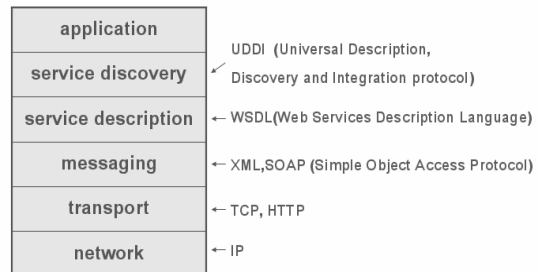 application
UDDI (Universal Description,
service discovery
Discovery and Integration protocol)
service description
WSDL(Web Services Description Language)
messaging
XML,SOAP (Simple Object Access Protocol)
transport
TCP, HTTP
network
IP